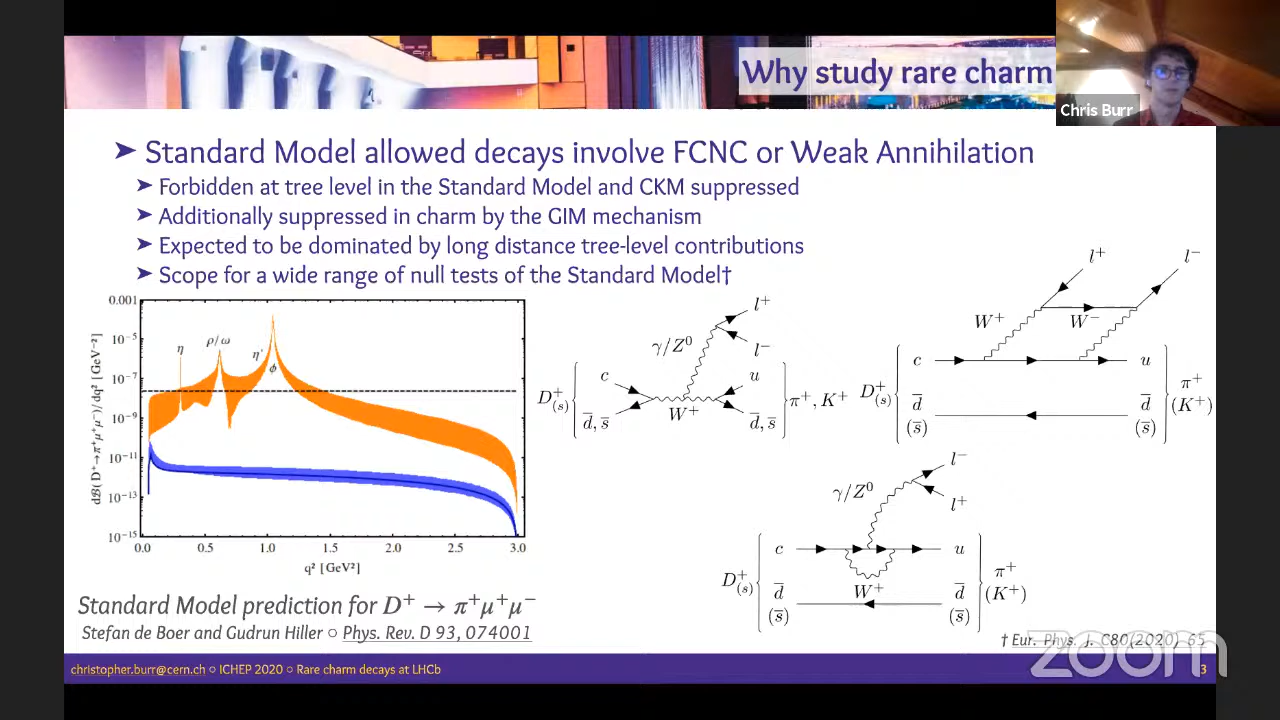 Why study rare charm
Chris Burr
➤ Standard Model allowed decays involve FCNC or Weak Annihilation
➤ Forbidden at tree level in the Standard Model and CKM suppressed
➤ Additionally suppressed in charm by the GIM mechanism
➤ Expected to be dominated by long distance tree-level contributions
➤ Scope for a wide range of null tests of the Standard Model†
dℬ(D⁺→π⁺μ⁺μ⁻)/dq² [GeV⁻²]
0.001
10⁻⁵
10⁻⁷
10⁻⁹
10⁻¹¹
10⁻¹³
10⁻¹⁵
η
ρ/ω
η'
ϕ
0.0 0.5 1.0 1.5 2.0 2.5 3.0
q² [GeV²]
l⁺
γ/Z⁰
l⁻
D⁺(s)
c
u
d̅, s̅
W⁺
d̅, s̅
π⁺, K⁺
l⁺
l⁻
W⁺
W⁻
D⁺(s)
c
u
d̅
(s̅)
d̅
(s̅)
π⁺
(K⁺)
l⁻
γ/Z⁰
l⁺
D⁺(s)
c
u
W⁺
d̅
(s̅)
d̅
(s̅)
π⁺
(K⁺)
Standard Model prediction for D⁺ → π⁺μ⁺μ⁻
Stefan de Boer and Gudrun Hiller ○ Phys. Rev. D 93, 074001
† Eur. Phys. J. C80(2020) 65
zoom
christopher.burr@cern.ch ○ ICHEP 2020 ○ Rare charm decays at LHCb
3